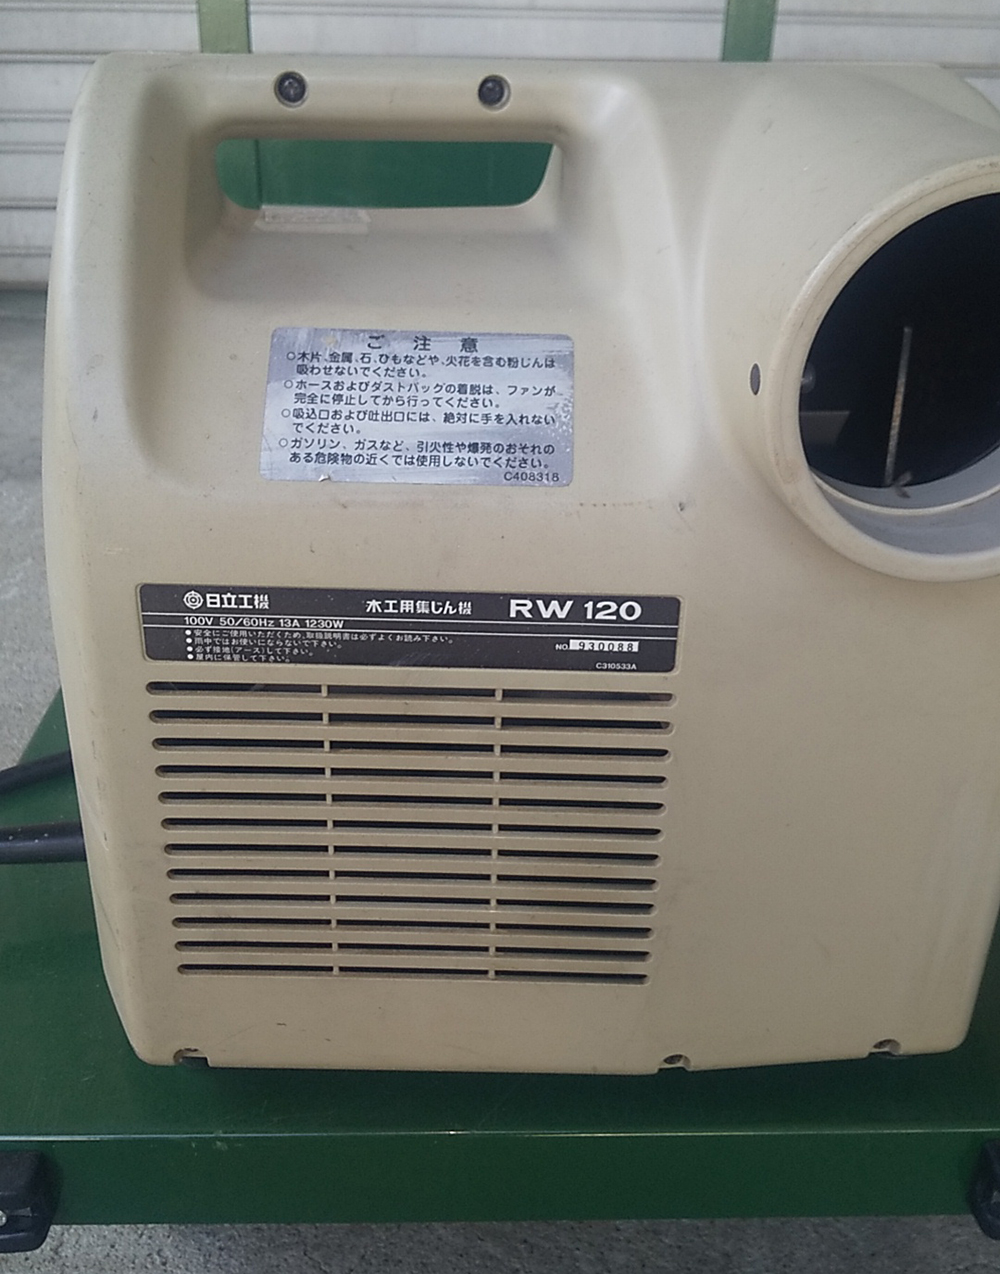 ご注意
○木片、金属、石、ひもなどや、火花を含む粉じんは
吸わせないでください。
○ホースおよびダストバッグの着脱は、ファンが
完全に停止してから行ってください。
○吸込口および吐出口には、絶対に手を入れない
でください。
○ガソリン、ガスなど、引火性や爆発のおそれの
ある危険物の近くでは使用しないでください。
C408318
日立工機 木工用集じん機 RW 120
100V 50/60Hz 13A 1230W
●安全にご使用いただくため、取扱説明書は必ずよくお読み下さい。
●雨中ではお使いにならないで下さい。
●必ず接地(アース)して下さい。
●屋内に保管して下さい。
NO. 930088
C310533A